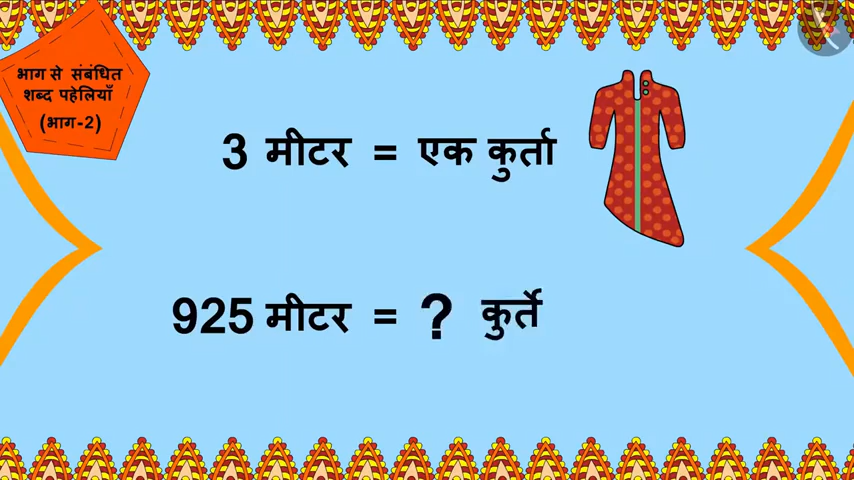 भाग से संबंधित
शब्द पहेलियाँ
(भाग-2)
3 मीटर = एक कुर्ता
925 मीटर = ? कुर्ते